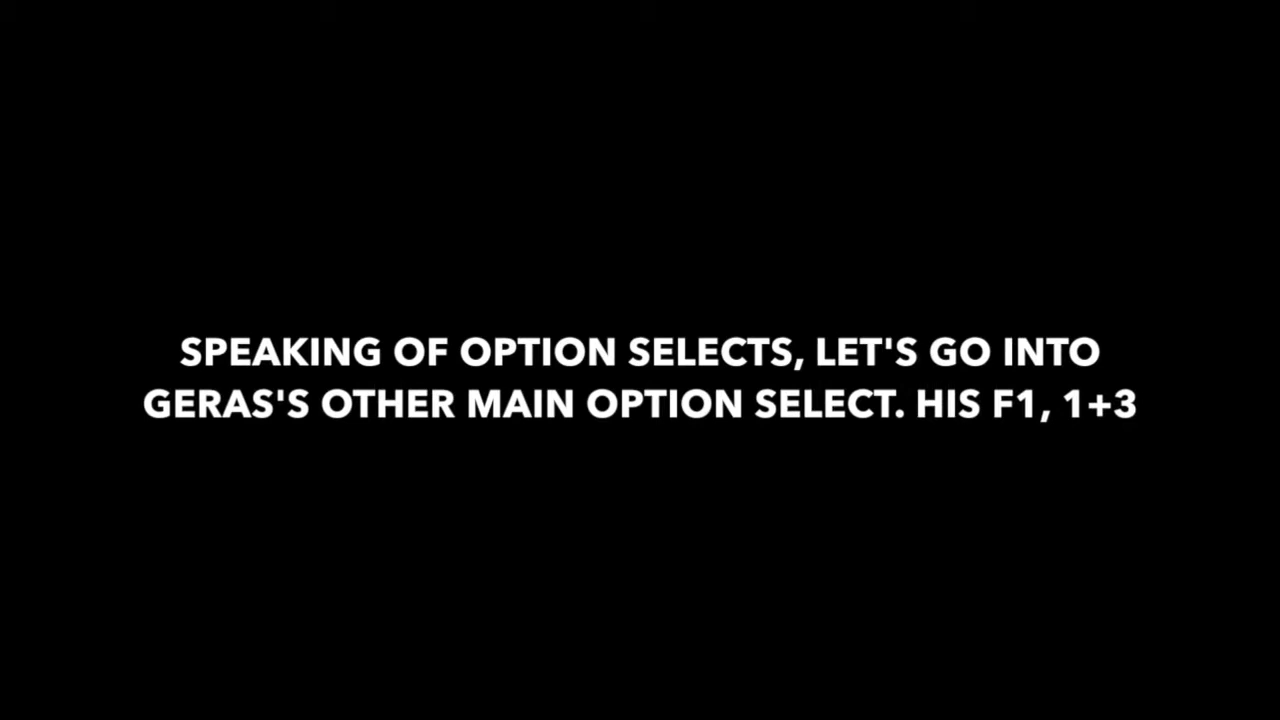 SPEAKING OF OPTION SELECTS, LET'S GO INTO
GERAS'S OTHER MAIN OPTION SELECT. HIS F1, 1+3